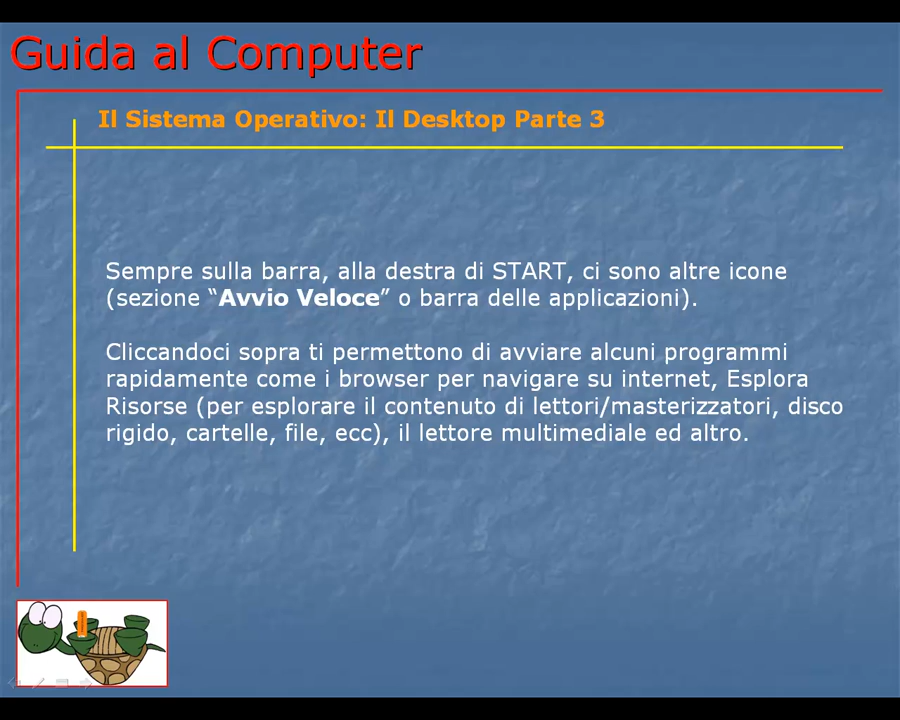 Guida al Computer
Il Sistema Operativo: Il Desktop Parte 3
Sempre sulla barra, alla destra di START, ci sono altre icone
(sezione “Avvio Veloce” o barra delle applicazioni).
Cliccandoci sopra ti permettono di avviare alcuni programmi
rapidamente come i browser per navigare su internet, Esplora
Risorse (per esplorare il contenuto di lettori/masterizzatori, disco
rigido, cartelle, file, ecc), il lettore multimediale ed altro.